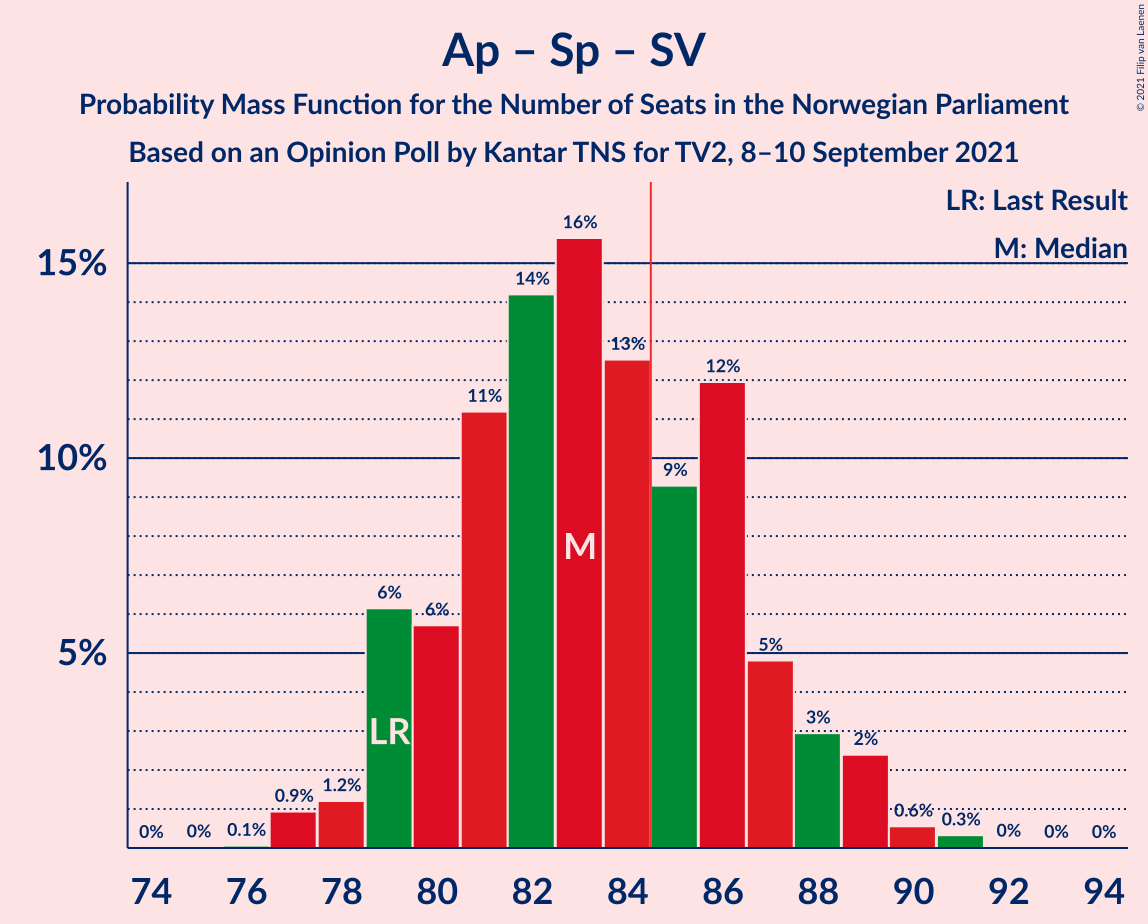 Ap – Sp – SV
Probability Mass Function for the Number of Seats in the Norwegian Parliament
Based on an Opinion Poll by Kantar TNS for TV2, 8–10 September 2021
© 2021 Filip van Laenen
LR: Last Result
M: Median
15%
10%
5%
0%
0%
0.1%
0.9%
1.2%
6%
6%
11%
14%
16%
13%
9%
12%
5%
3%
2%
0.6%
0.3%
0%
0%
0%
LR
M
74 76 78 80 82 84 86 88 90 92 94